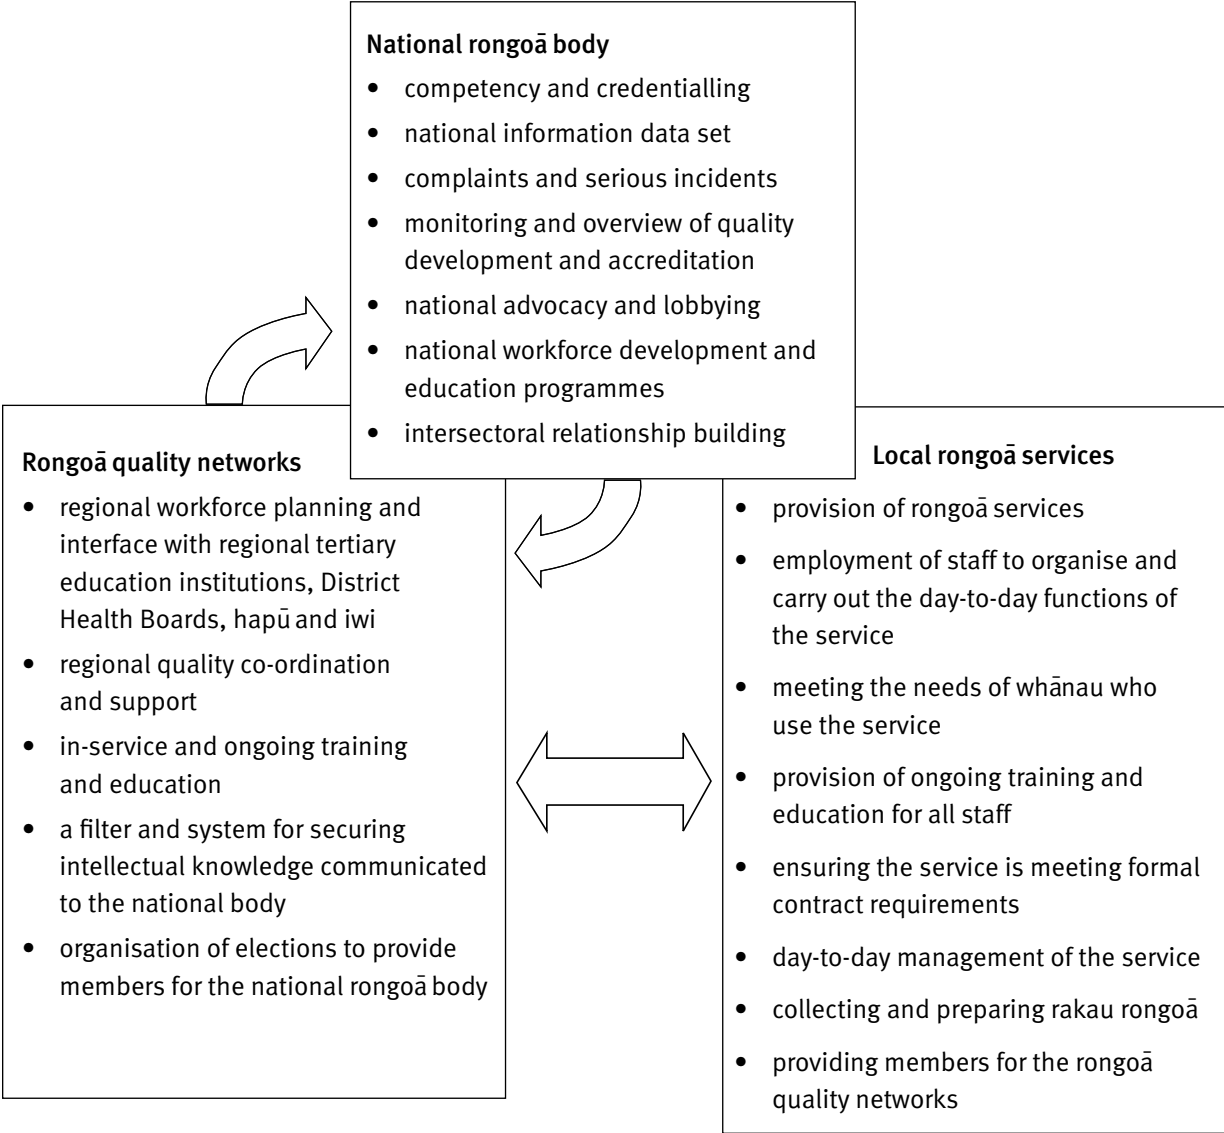 National rongoā body
• competency and credentialling
• national information data set
• complaints and serious incidents
• monitoring and overview of quality
development and accreditation
• national advocacy and lobbying
• national workforce development and
education programmes
• intersectoral relationship building
Rongoā quality networks
• regional workforce planning and
interface with regional tertiary
education institutions, District
Health Boards, hapū and iwi
• regional quality co-ordination
and support
• in-service and ongoing training
and education
• a filter and system for securing
intellectual knowledge communicated
to the national body
• organisation of elections to provide
members for the national rongoā body
Local rongoā services
• provision of rongoā services
• employment of staff to organise and
carry out the day-to-day functions of
the service
• meeting the needs of whānau who
use the service
• provision of ongoing training and
education for all staff
• ensuring the service is meeting formal
contract requirements
• day-to-day management of the service
• collecting and preparing rakau rongoā
• providing members for the rongoā
quality networks